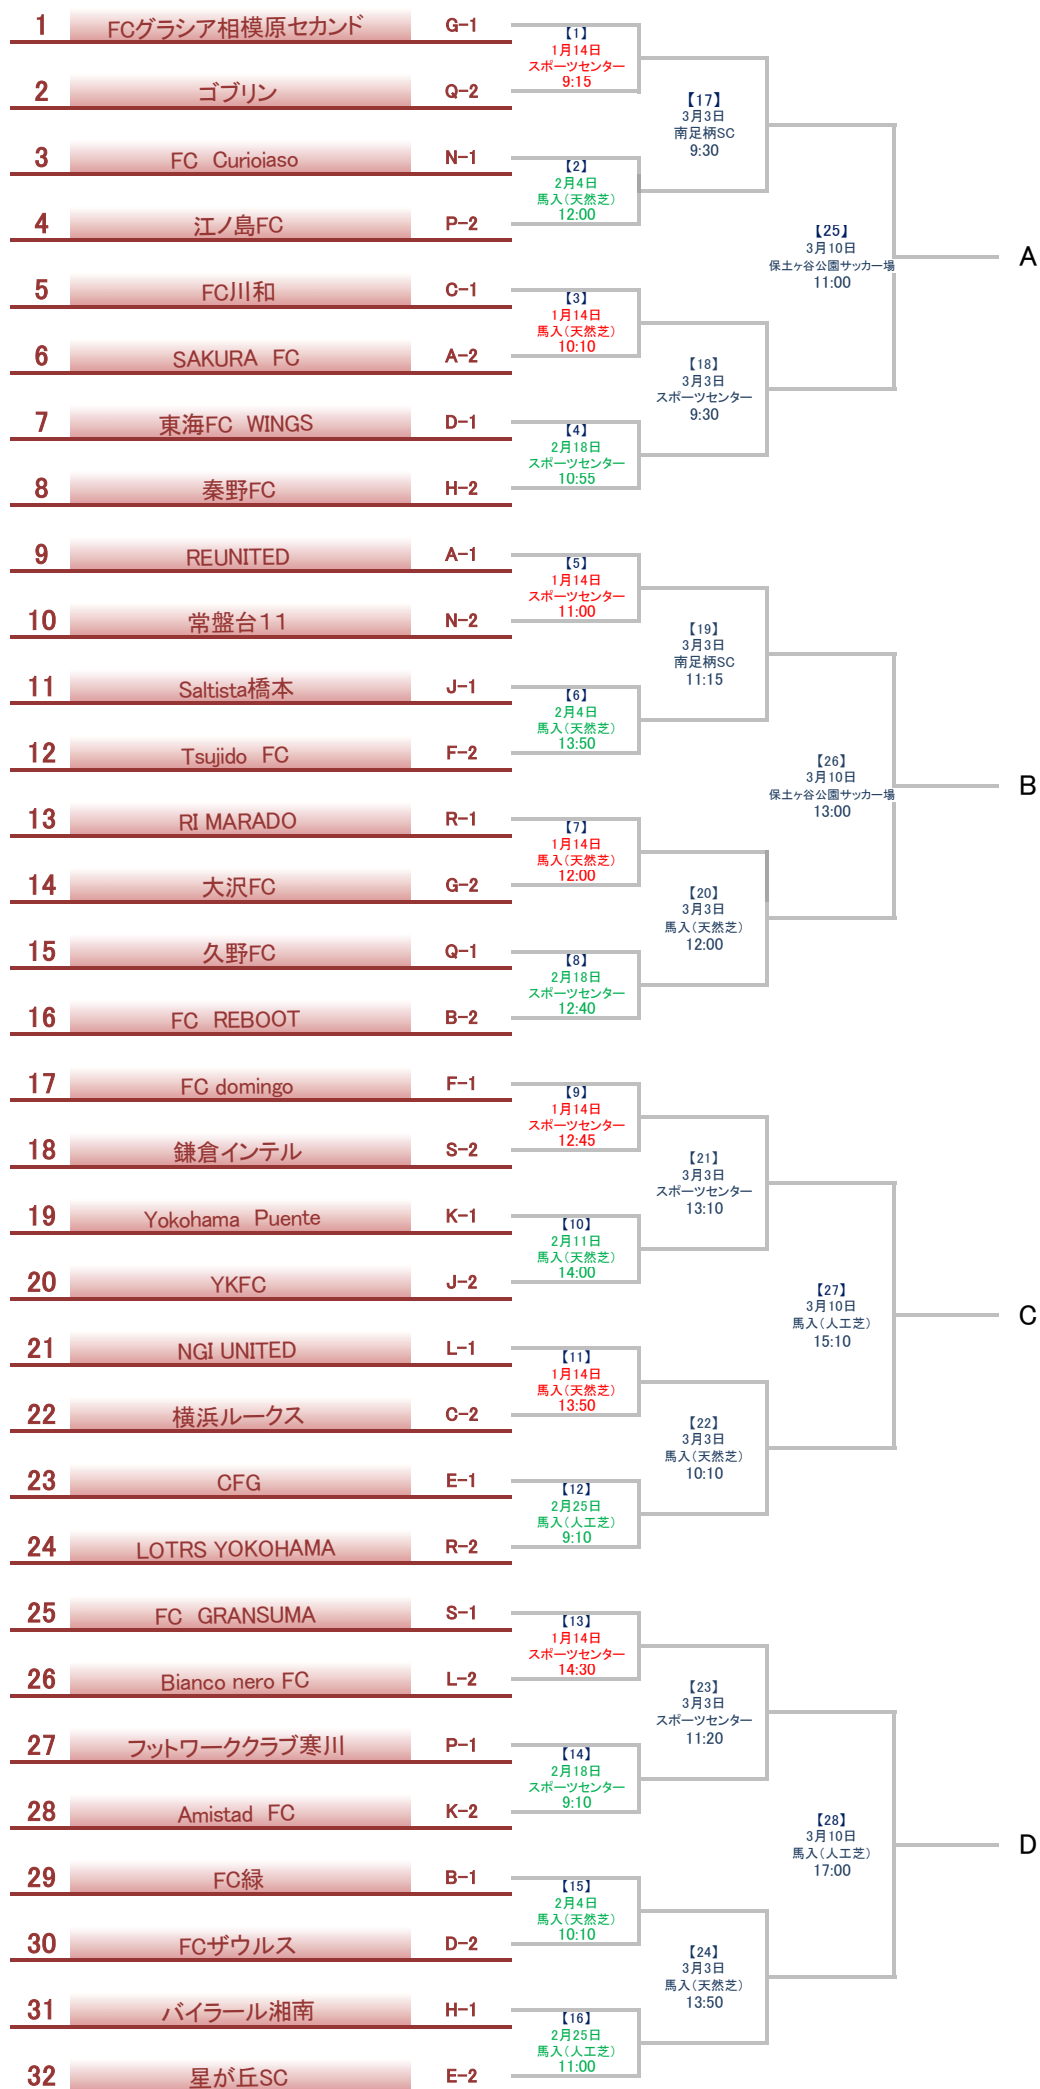 1 FCグラシア相模原セカンド G-1
【1】
1月14日
スポーツセンター
9:15
2 ゴブリン Q-2
【17】
3月3日
南足柄SC
9:30
3 FC Curioiaso N-1
【2】
2月4日
馬入(天然芝)
12:00
4 江ノ島FC P-2
【25】
3月10日
保土ヶ谷公園サッカー場
11:00
A
5 FC川和 C-1
【3】
1月14日
馬入(天然芝)
10:10
6 SAKURA FC A-2
【18】
3月3日
スポーツセンター
9:30
7 東海FC WINGS D-1
【4】
2月18日
スポーツセンター
10:55
8 秦野FC H-2
9 REUNITED A-1
【5】
1月14日
スポーツセンター
11:00
10 常盤台11 N-2
【19】
3月3日
南足柄SC
11:15
11 Saltista橋本 J-1
【6】
2月4日
馬入(天然芝)
13:50
12 Tsujido FC F-2
【26】
3月10日
保土ヶ谷公園サッカー場
13:00
B
13 RI MARADO R-1
【7】
1月14日
馬入(天然芝)
12:00
14 大沢FC G-2
【20】
3月3日
馬入(天然芝)
12:00
15 久野FC Q-1
【8】
2月18日
スポーツセンター
12:40
16 FC REBOOT B-2
17 FC domingo F-1
【9】
1月14日
スポーツセンター
12:45
18 鎌倉インテル S-2
【21】
3月3日
スポーツセンター
13:10
19 Yokohama Puente K-1
【10】
2月11日
馬入(天然芝)
14:00
20 YKFC J-2
【27】
3月10日
馬入(人工芝)
15:10
C
21 NGI UNITED L-1
【11】
1月14日
馬入(天然芝)
13:50
22 横浜ルークス C-2
【22】
3月3日
馬入(天然芝)
10:10
23 CFG E-1
【12】
2月25日
馬入(人工芝)
9:10
24 LOTRS YOKOHAMA R-2
25 FC GRANSUMA S-1
【13】
1月14日
スポーツセンター
14:30
26 Bianco nero FC L-2
【23】
3月3日
スポーツセンター
11:20
27 フットワーククラブ寒川 P-1
【14】
2月18日
スポーツセンター
9:10
28 Amistad FC K-2
【28】
3月10日
馬入(人工芝)
17:00
D
29 FC緑 B-1
【15】
2月4日
馬入(天然芝)
10:10
30 FCザウルス D-2
【24】
3月3日
馬入(天然芝)
13:50
31 バイラール湘南 H-1
【16】
2月25日
馬入(人工芝)
11:00
32 星が丘SC E-2